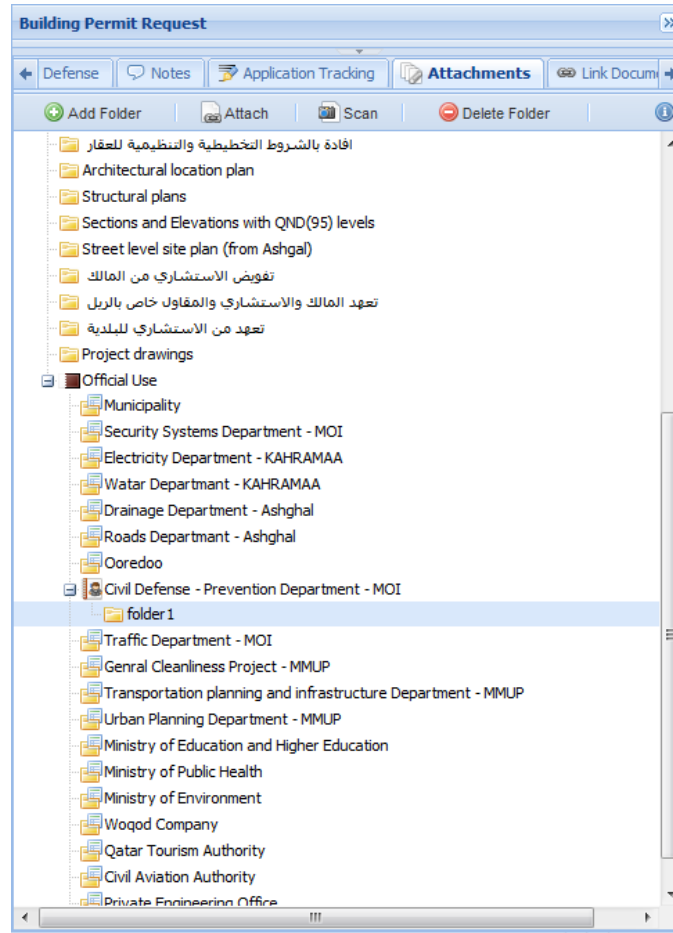 Building Permit Request
Defense Notes Application Tracking Attachments Link Docum
Add Folder Attach Scan Delete Folder
افادة بالشروط التخطيطية والتنظيمية للعقار
Architectural location plan
Structural plans
Sections and Elevations with QND(95) levels
Street level site plan (from Ashgal)
تفويض الاستشاري من المالك
تعهد المالك والاستشاري والمقاول خاص بالريل
تعهد من الاستشاري للبلدية
Project drawings
Official Use
Municipality
Security Systems Department - MOI
Electricity Department - KAHRAMAA
Watar Departmant - KAHRAMAA
Drainage Department - Ashghal
Roads Departmant - Ashghal
Ooredoo
Civil Defense - Prevention Department - MOI
folder1
Traffic Department - MOI
Genral Cleanliness Project - MMUP
Transportation planning and infrastructure Department - MMUP
Urban Planning Department - MMUP
Ministry of Education and Higher Education
Ministry of Public Health
Ministry of Environment
Woqod Company
Qatar Tourism Authority
Civil Aviation Authority
Private Engineering Office